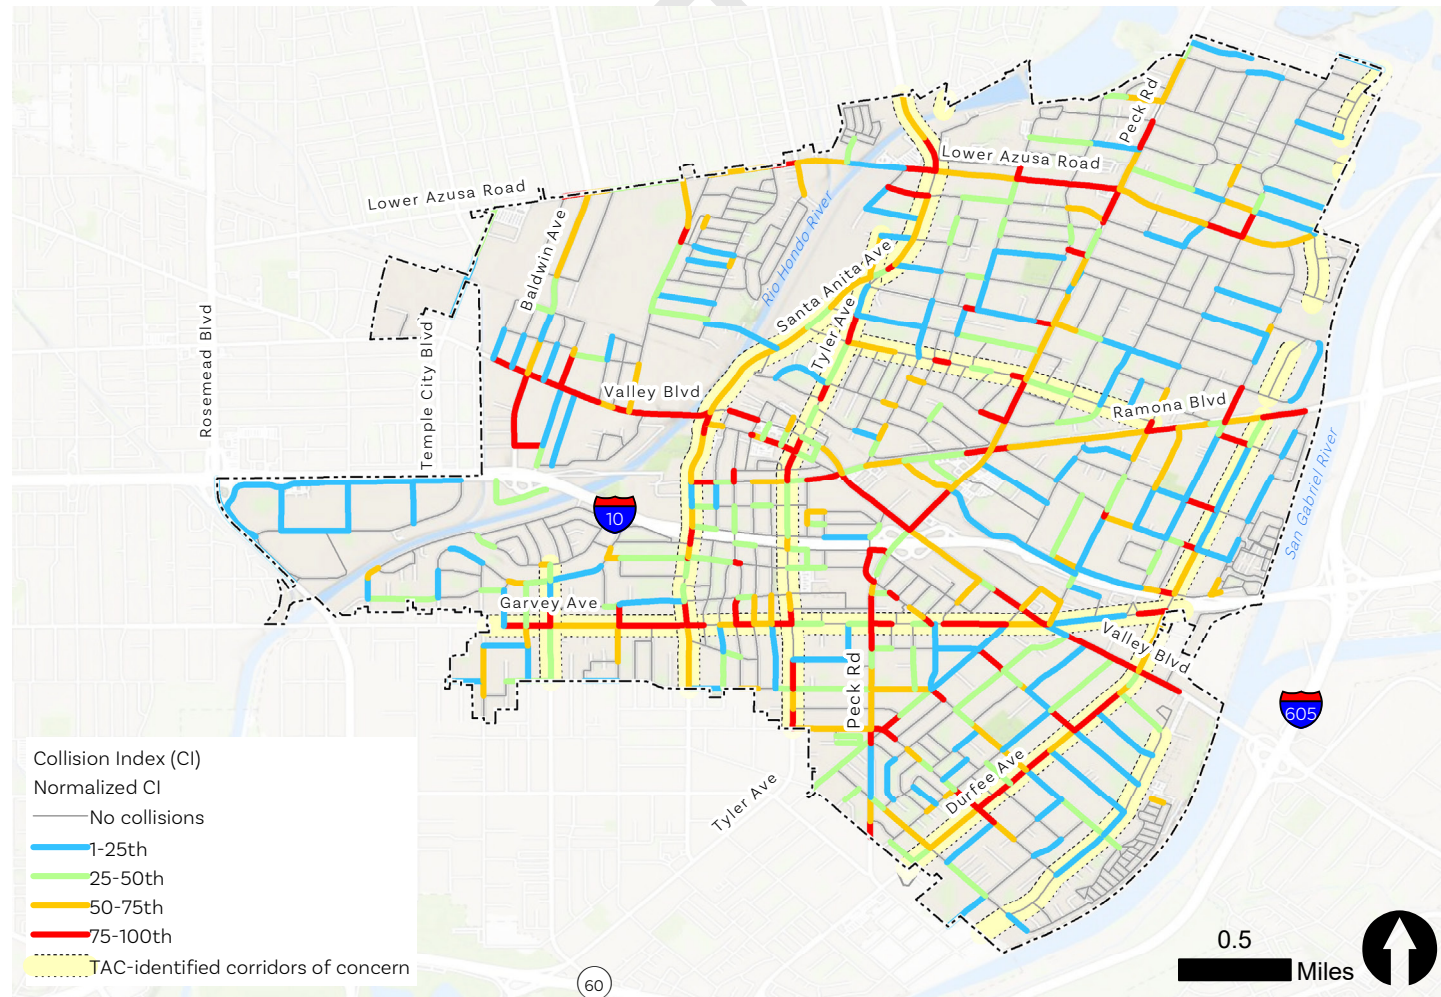 Peck Rd
Lower Azusa Road
Lower Azusa Road
Baldwin Ave
Rio Hondo River
Santa Anita Ave
Tyler Ave
Rosemead Blvd
Temple City Blvd
Valley Blvd
Ramona Blvd
San Gabriel River
10
Garvey Ave
Valley Blvd
Peck Rd
605
Durfee Ave
Tyler Ave
Collision Index (CI)
Normalized CI
No collisions
1-25th
25-50th
50-75th
75-100th
TAC-identified corridors of concern
60
0.5
Miles